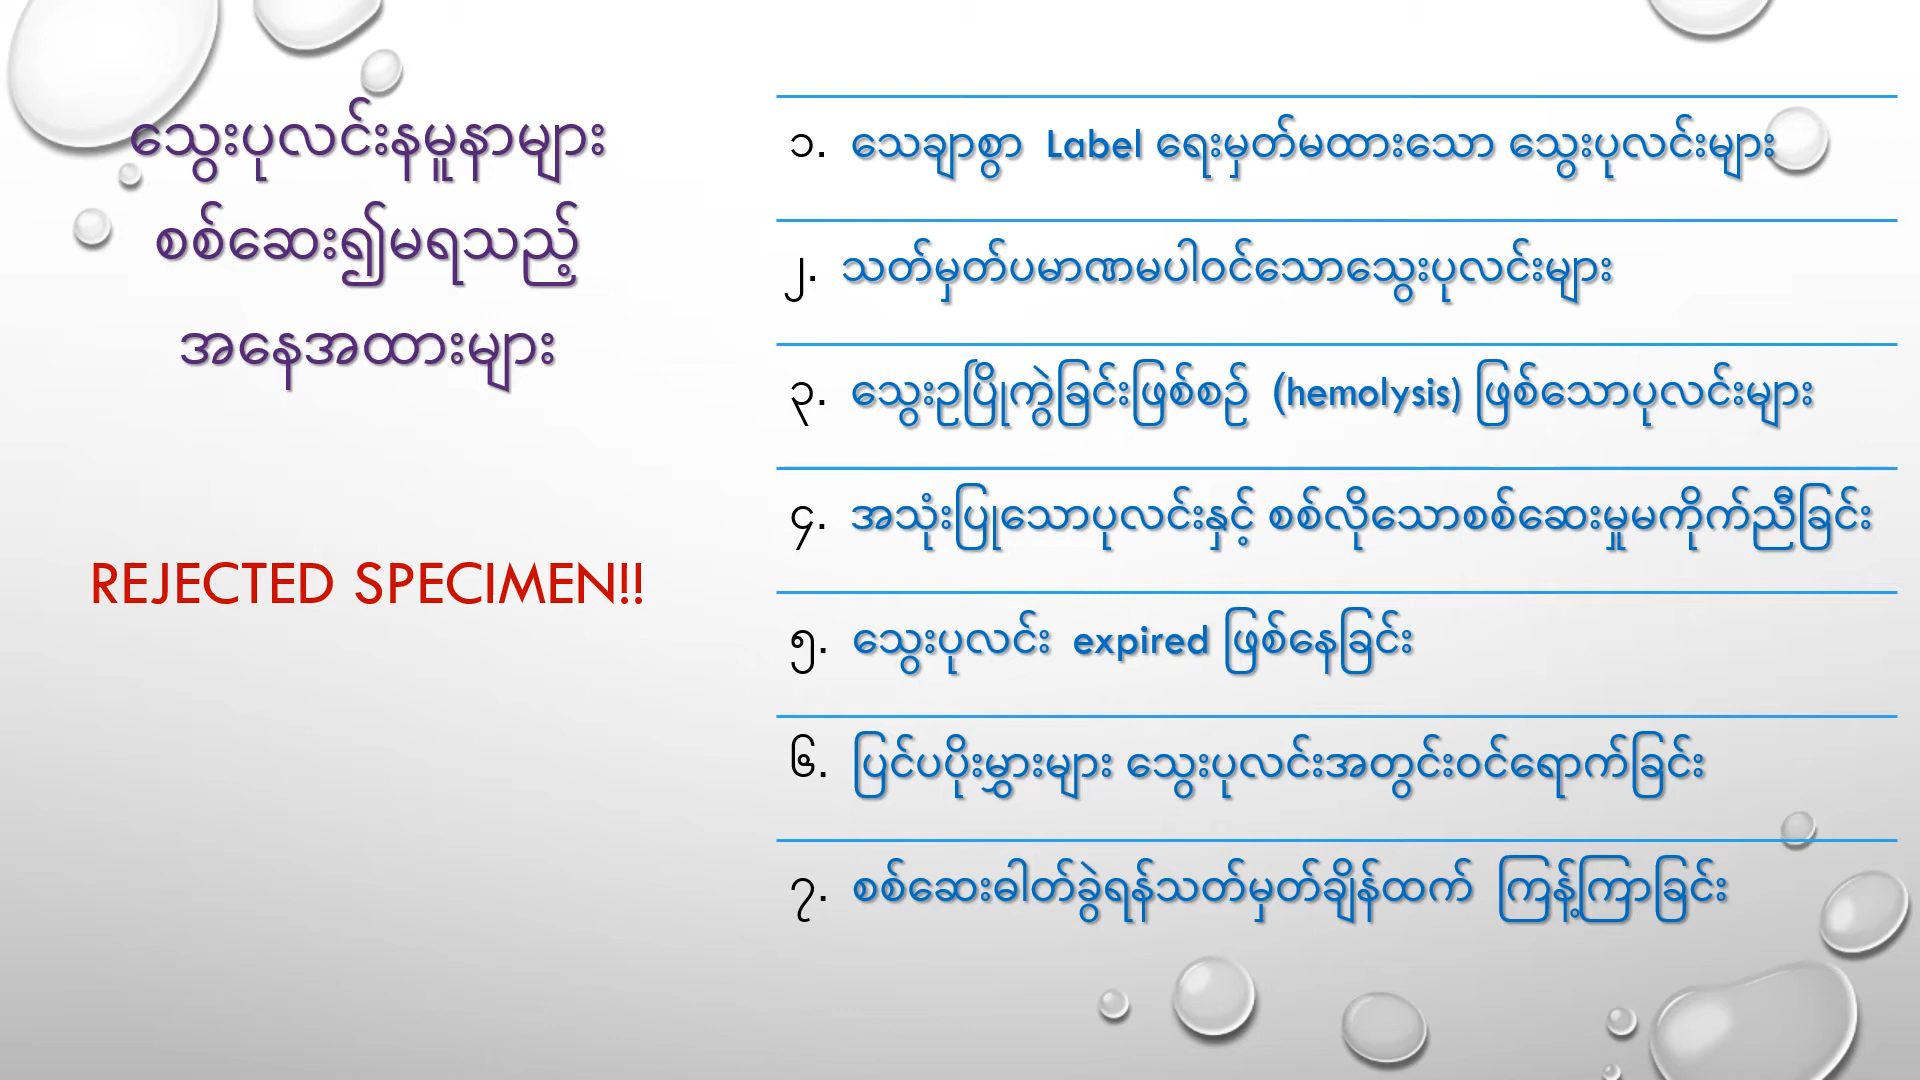 သွေးပုလင်းနမူနာများ
စစ်ဆေး၍မရသည့်
အနေအထားများ
REJECTED SPECIMEN!!
၁. သေချာစွာ Label ရေးမှတ်မထားသော သွေးပုလင်းများ
၂. သတ်မှတ်ပမာဏမပါဝင်သောသွေးပုလင်းများ
၃. သွေးဥပြိုကွဲခြင်းဖြစ်စဉ် (hemolysis) ဖြစ်သောပုလင်းများ
၄. အသုံးပြုသောပုလင်းနှင့် စစ်လိုသောစစ်ဆေးမှုမကိုက်ညီခြင်း
၅. သွေးပုလင်း expired ဖြစ်နေခြင်း
၆. ပြင်ပပိုးမွှားများ သွေးပုလင်းအတွင်းဝင်ရောက်ခြင်း
၇. စစ်ဆေးဓါတ်ခွဲရန်သတ်မှတ်ချိန်ထက် ကြန့်ကြာခြင်း